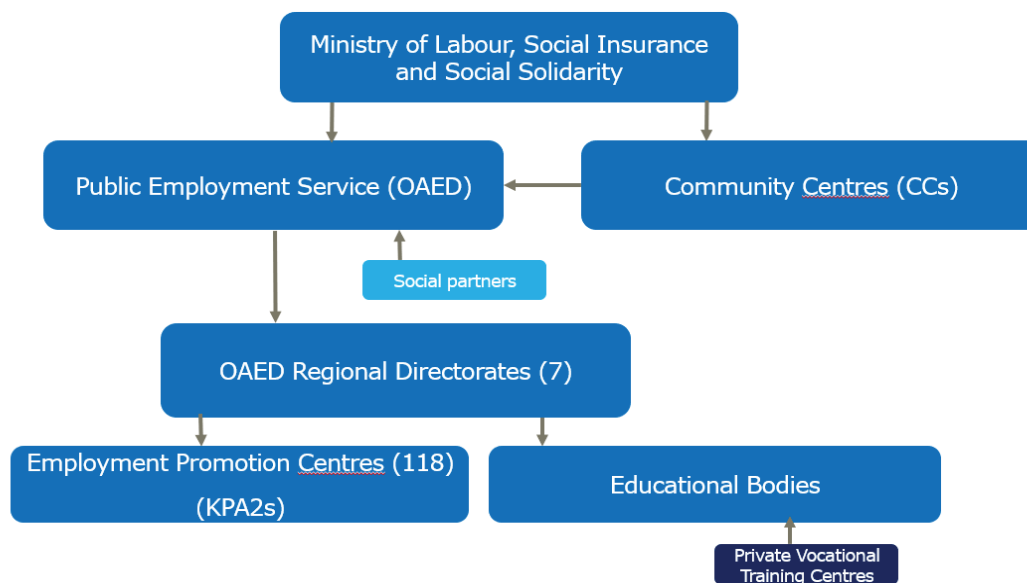 Ministry of Labour, Social Insurance
and Social Solidarity
Public Employment Service (OAED)
Community Centres (CCs)
Social partners
OAED Regional Directorates (7)
Employment Promotion Centres (118)
(KPA2s)
Educational Bodies
Private Vocational
Training Centres